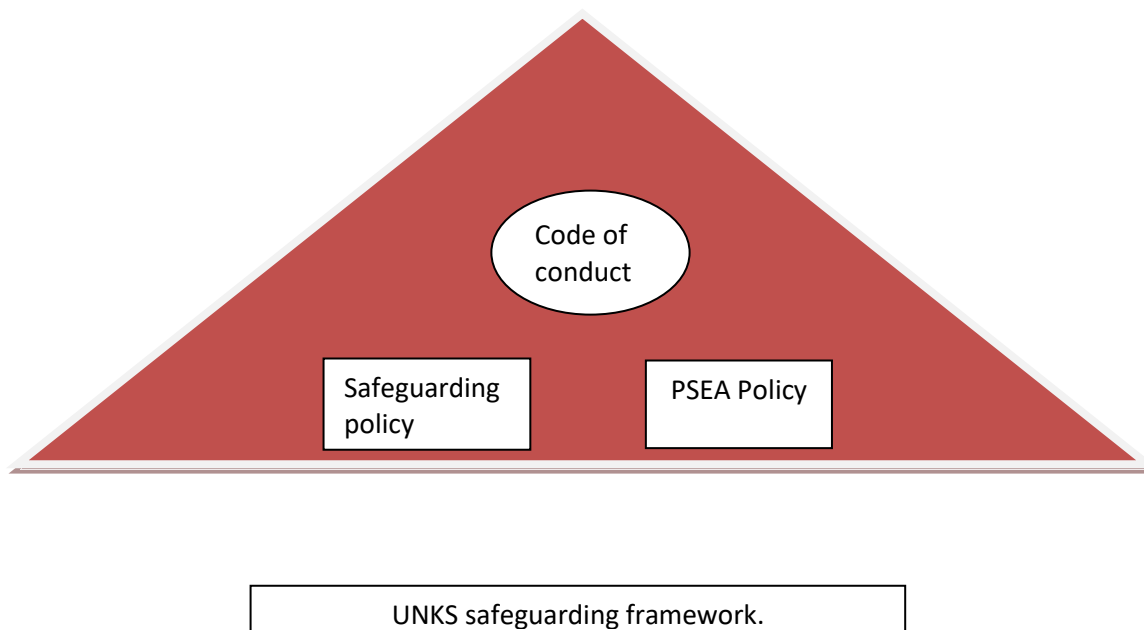 Code of
conduct
Safeguarding
policy
PSEA Policy
UNKS safeguarding framework.